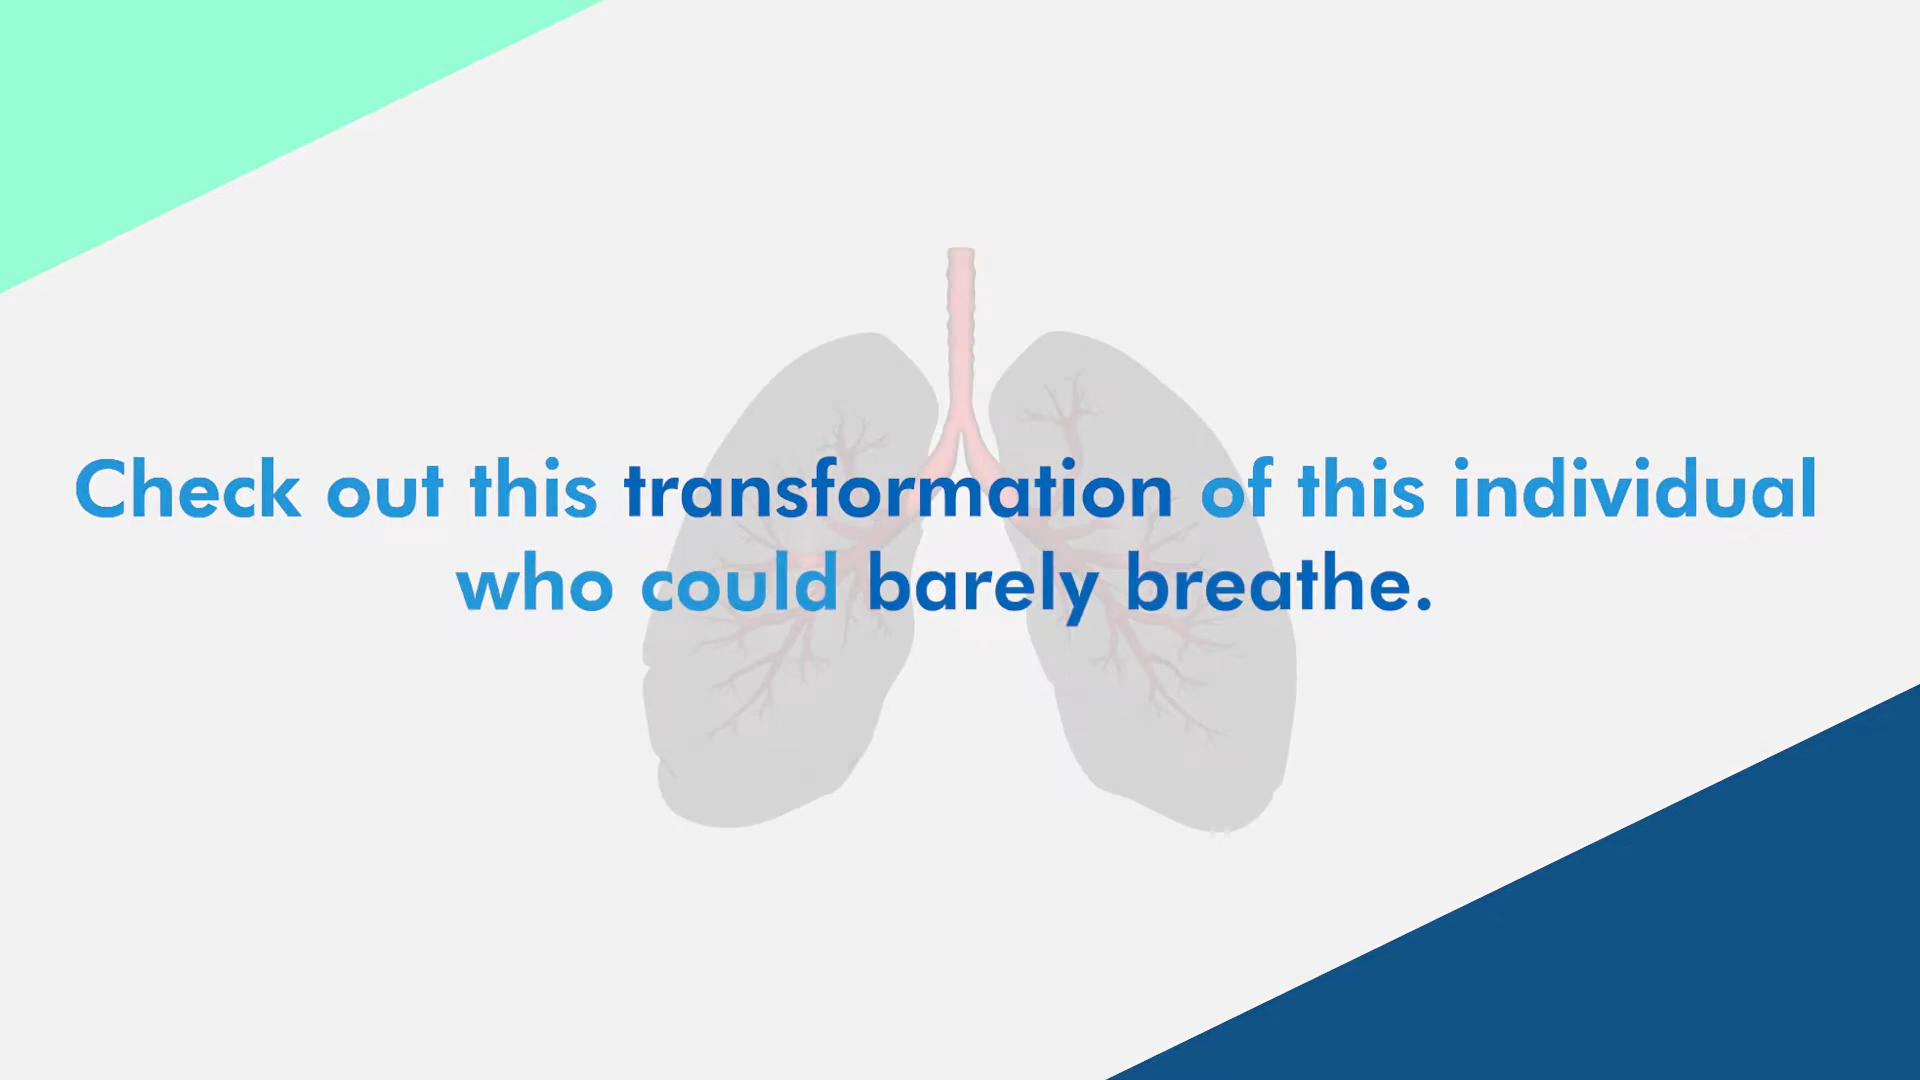 Check out this transformation of this individual
who could barely breathe.